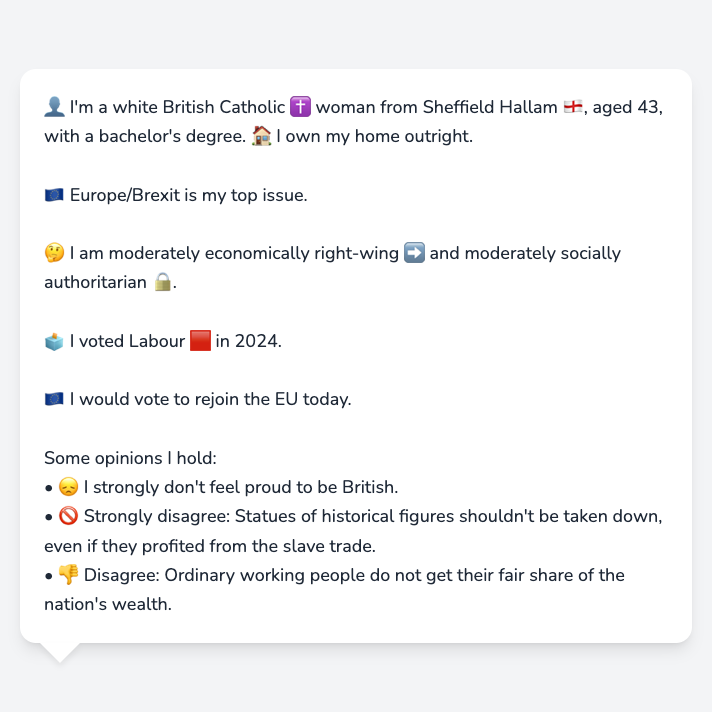 👤 I'm a white British Catholic ✝️ woman from Sheffield Hallam 🏴󠁧󠁢󠁥󠁮󠁧󠁿, aged 43,
with a bachelor's degree. 🏠 I own my home outright.
🇪🇺 Europe/Brexit is my top issue.
🤔 I am moderately economically right-wing ➡️ and moderately socially
authoritarian 🔒.
🗳️ I voted Labour 🟥 in 2024.
🇪🇺 I would vote to rejoin the EU today.
Some opinions I hold:
• 😞 I strongly don't feel proud to be British.
• 🚫 Strongly disagree: Statues of historical figures shouldn't be taken down,
even if they profited from the slave trade.
• 👎 Disagree: Ordinary working people do not get their fair share of the
nation's wealth.